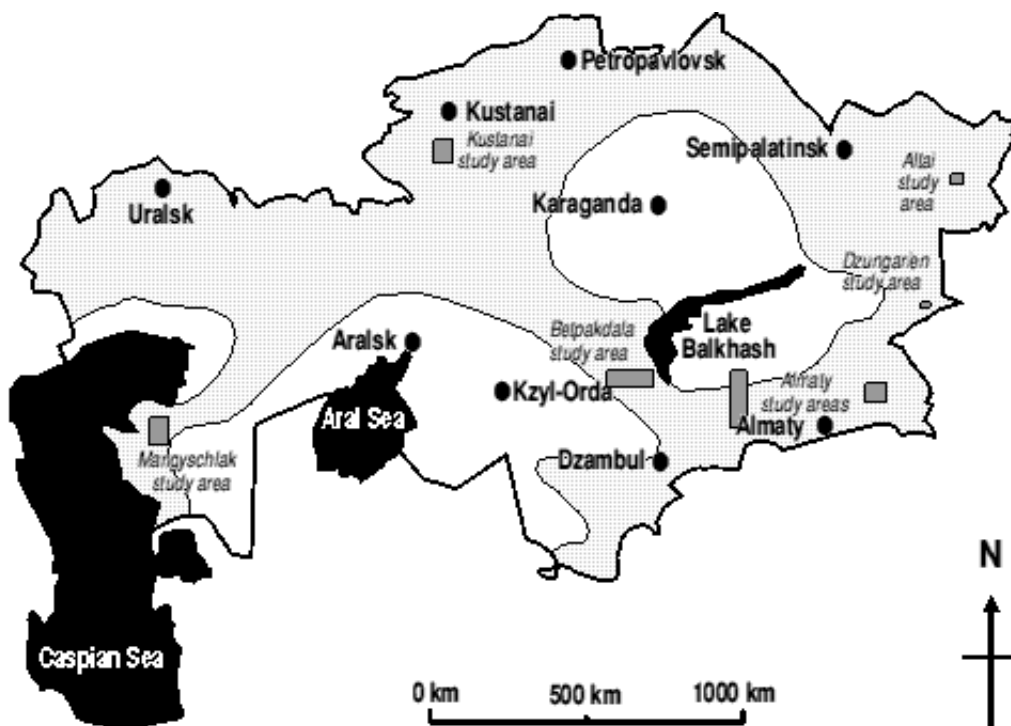 Petropavlovsk
Kustanai
Kustanai
study area
Semipalatinsk
Altai
study
area
Uralsk
Karaganda
Dzungarien
study area
Aralsk
Betpakdala
study area
Lake
Balkhash
Kzyl-Orda
Almaty
study areas
Aral Sea
Almaty
Mangyschlak
study area
Dzambul
N
Caspian Sea
0 km
500 km
1000 km